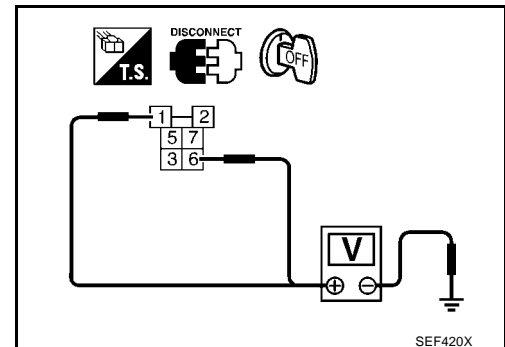 DISCONNECT
T.S.
OFF
1 2
5 7
3 6
V
+ −
SEF420X